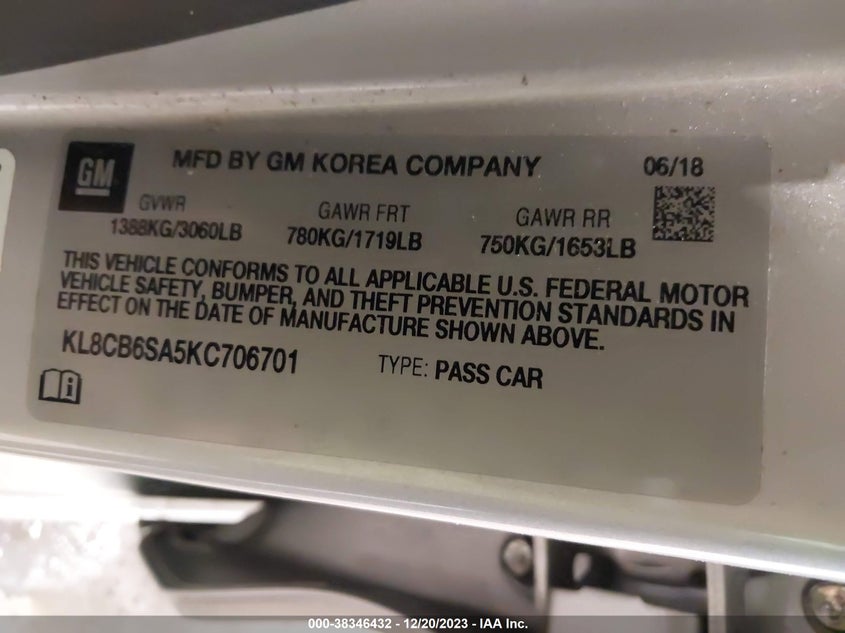 GM
MFD BY GM KOREA COMPANY 06/18
GVWR GAWR FRT GAWR RR
1388KG/3060LB 780KG/1719LB 750KG/1653LB
THIS VEHICLE CONFORMS TO ALL APPLICABLE U.S. FEDERAL MOTOR
VEHICLE SAFETY, BUMPER, AND THEFT PREVENTION STANDARDS IN
EFFECT ON THE DATE OF MANUFACTURE SHOWN ABOVE.
KL8CB6SA5KC706701 TYPE: PASS CAR
000-38346432 - 12/20/2023 - IAA Inc.